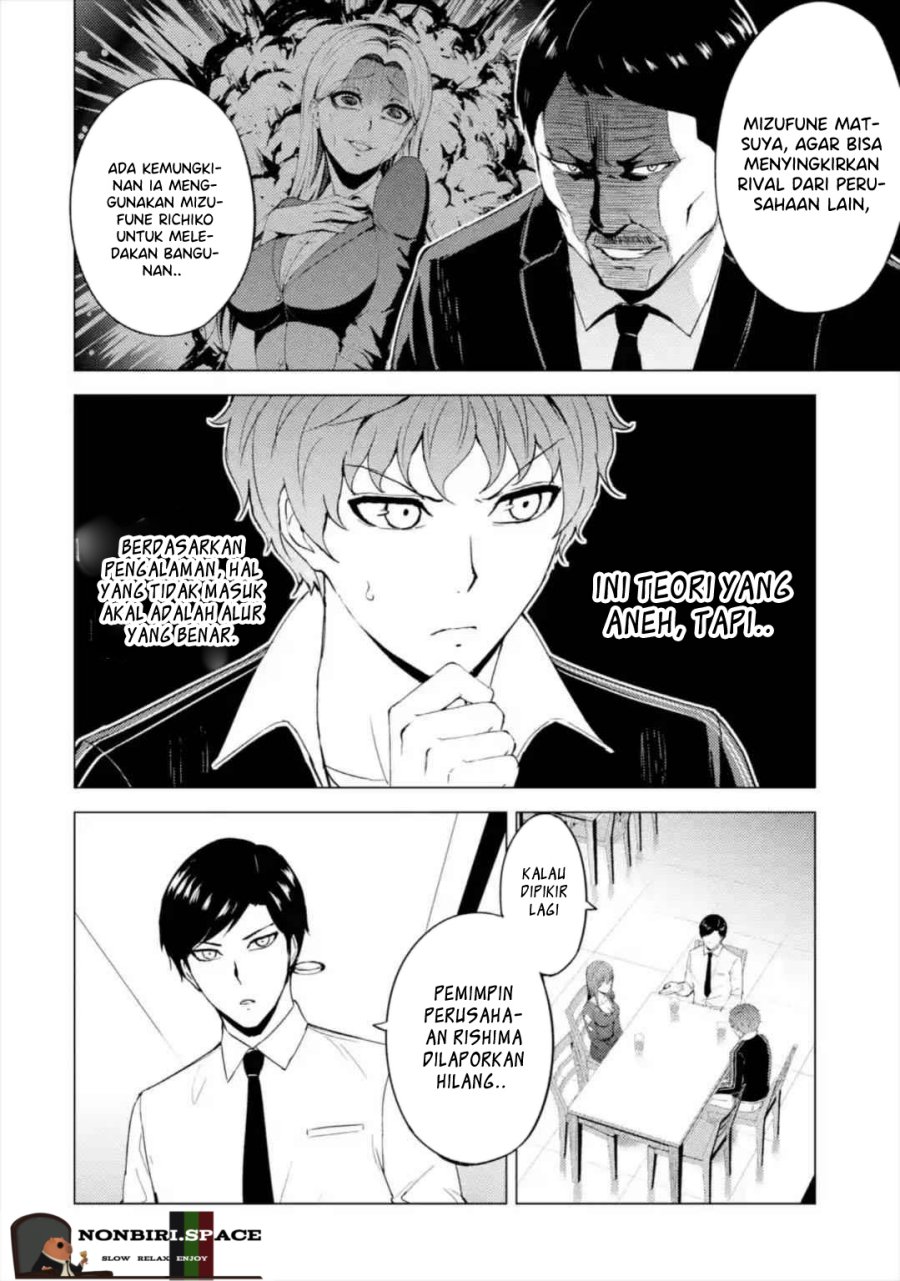 MIZUFUNE MAT-
SUYA, AGAR BISA
MENYINGKIRKAN
RIVAL DARI PERU-
SAHAAN LAIN,
ADA KEMUNGKI-
NAN IA MENG-
GUNAKAN MIZU-
FUNE RICHIKO
UNTUK MELE-
DAKAN BANGU-
NAN..
INI TEORI YANG
ANEH, TAPI..
BERDASARKAN
PENGALAMAN, HAL
YANG TIDAK MASUK
AKAL ADALAH ALUR
YANG BENAR.
KALAU
DIPIKIR
LAGI
PEMIMPIN
PERUSAHA-
AN RISHIMA
DILAPORKAN
HILANG..
NONBIRI.SPACE
SLOW RELAX ENJOY